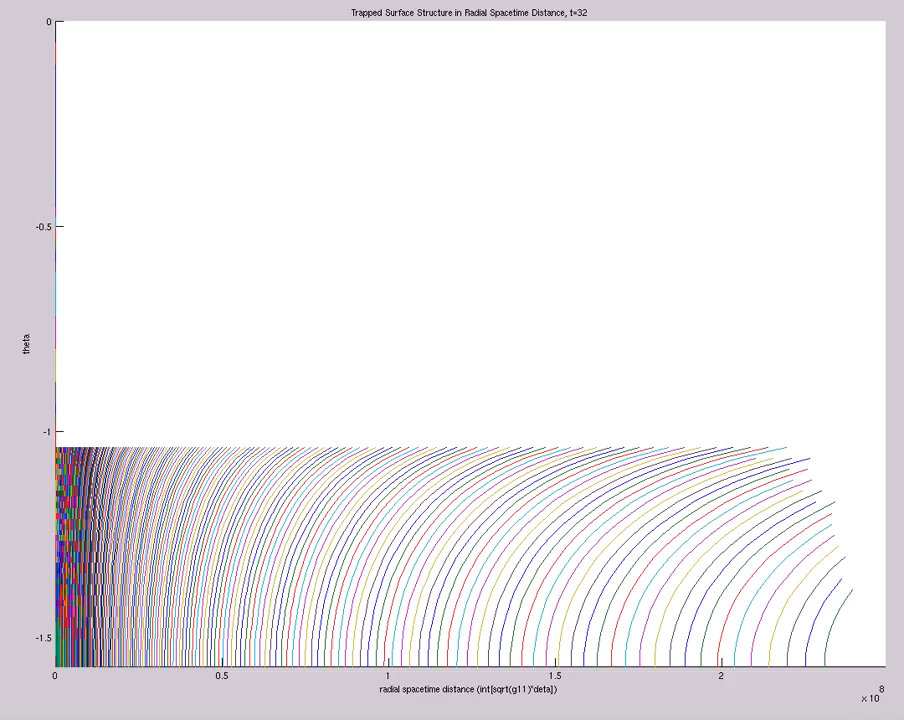 Trapped Surface Structure in Radial Spacetime Distance, t=32
0
-0.5
theta
-1
-1.5
0 0.5 1 1.5 2
radial spacetime distance (int[sqrt(g11)*deta])
8
x 10